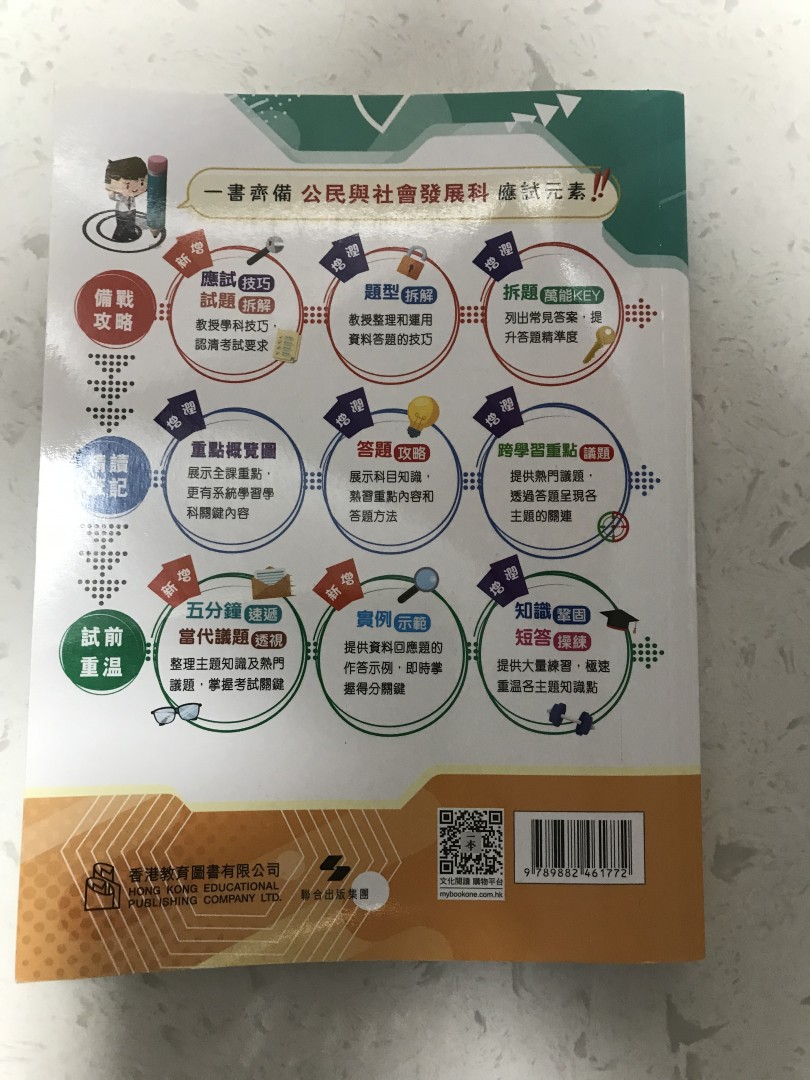 一書齊備 公民與社會發展科 應試元素!!
備戰
攻略
新增
應試 技巧
試題 拆解
教授學科技巧，
認清考試要求
增潤
題型 拆解
教授整理和運用
資料答題的技巧
增潤
拆題 萬能KEY
列出常見答案，提
升答題精準度
精讀
筆記
增潤
重點概覽圖
展示全課重點，
更有系統學習學
科關鍵內容
增潤
答題 攻略
展示科目知識，
熟習重點內容和
答題方法
增潤
跨學習重點 議題
提供熱門議題，
透過答題呈現各
主題的關連
試前
重溫
新增
五分鐘 速遞
當代議題 透視
整理主題知識及熱門
議題，掌握考試關鍵
新增
實例 示範
提供資料回應題的
作答示例，即時掌
握得分關鍵
增潤
知識 鞏固
短答 操練
提供大量練習，極速
重溫各主題知識點
香港教育圖書有限公司
HONG KONG EDUCATIONAL
PUBLISHING COMPANY LTD.
聯合出版集團
一本
文化閱讀 購物平台
mybookone.com.hk
9 789882 461772